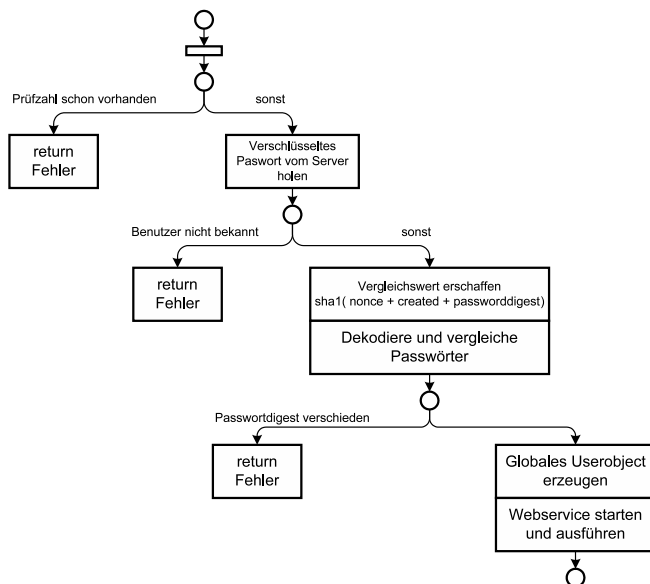 Prüfzahl schon vorhanden
sonst
return
Fehler
Verschlüsseltes
Paswort vom Server
holen
Benutzer nicht bekannt
sonst
return
Fehler
Vergleichswert erschaffen
sha1( nonce + created + passworddigest)
Dekodiere und vergleiche
Passwörter
Passwortdigest verschieden
return
Fehler
Globales Userobject
erzeugen
Webservice starten
und ausführen